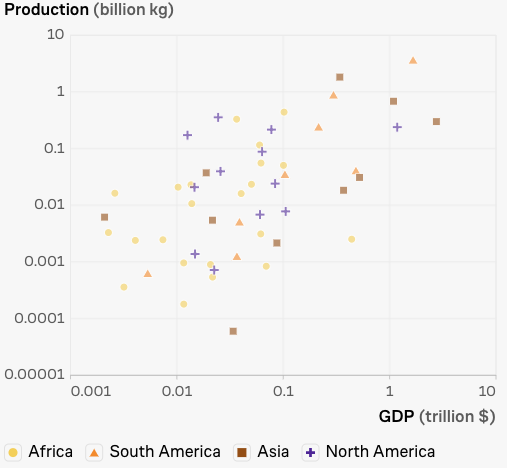 Production (billion kg)
10
1
0.1
0.01
0.001
0.0001
0.00001
0.001 0.01 0.1 1 10
GDP (trillion $)
Africa South America Asia North America